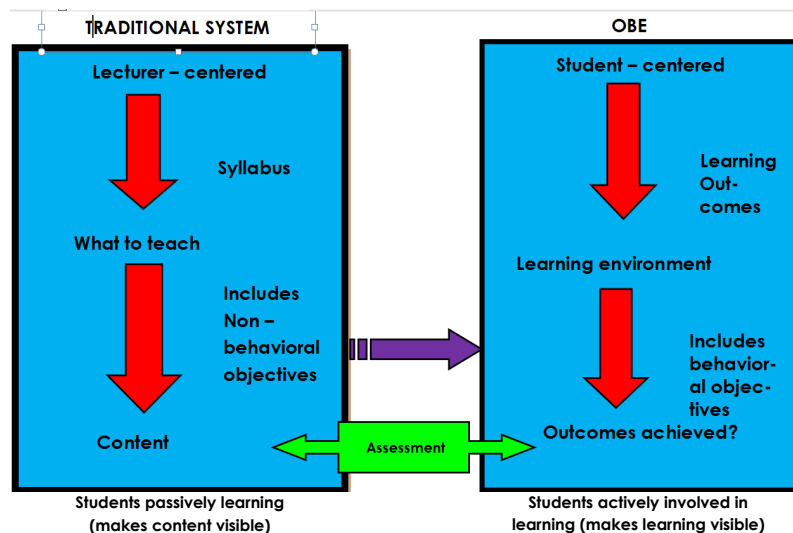 TRADITIONAL SYSTEM
Lecturer – centered
Syllabus
What to teach
Includes
Non –
behavioral
objectives
Content
Students passively learning
(makes content visible)
Assessment
OBE
Student – centered
Learning
Out-
comes
Learning environment
Includes
behavior-
al objec-
tives
Outcomes achieved?
Students actively involved in
learning (makes learning visible)